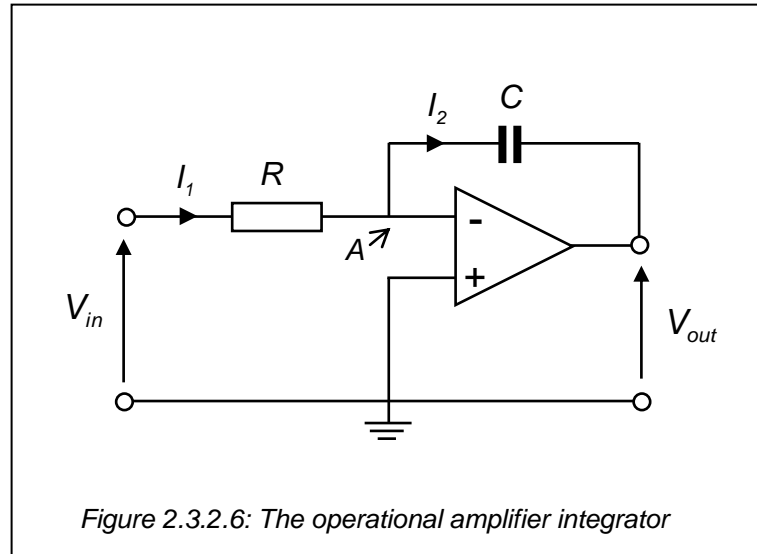 C
I2
I1
R
-
A
+
Vin
Vout
Figure 2.3.2.6: The operational amplifier integrator